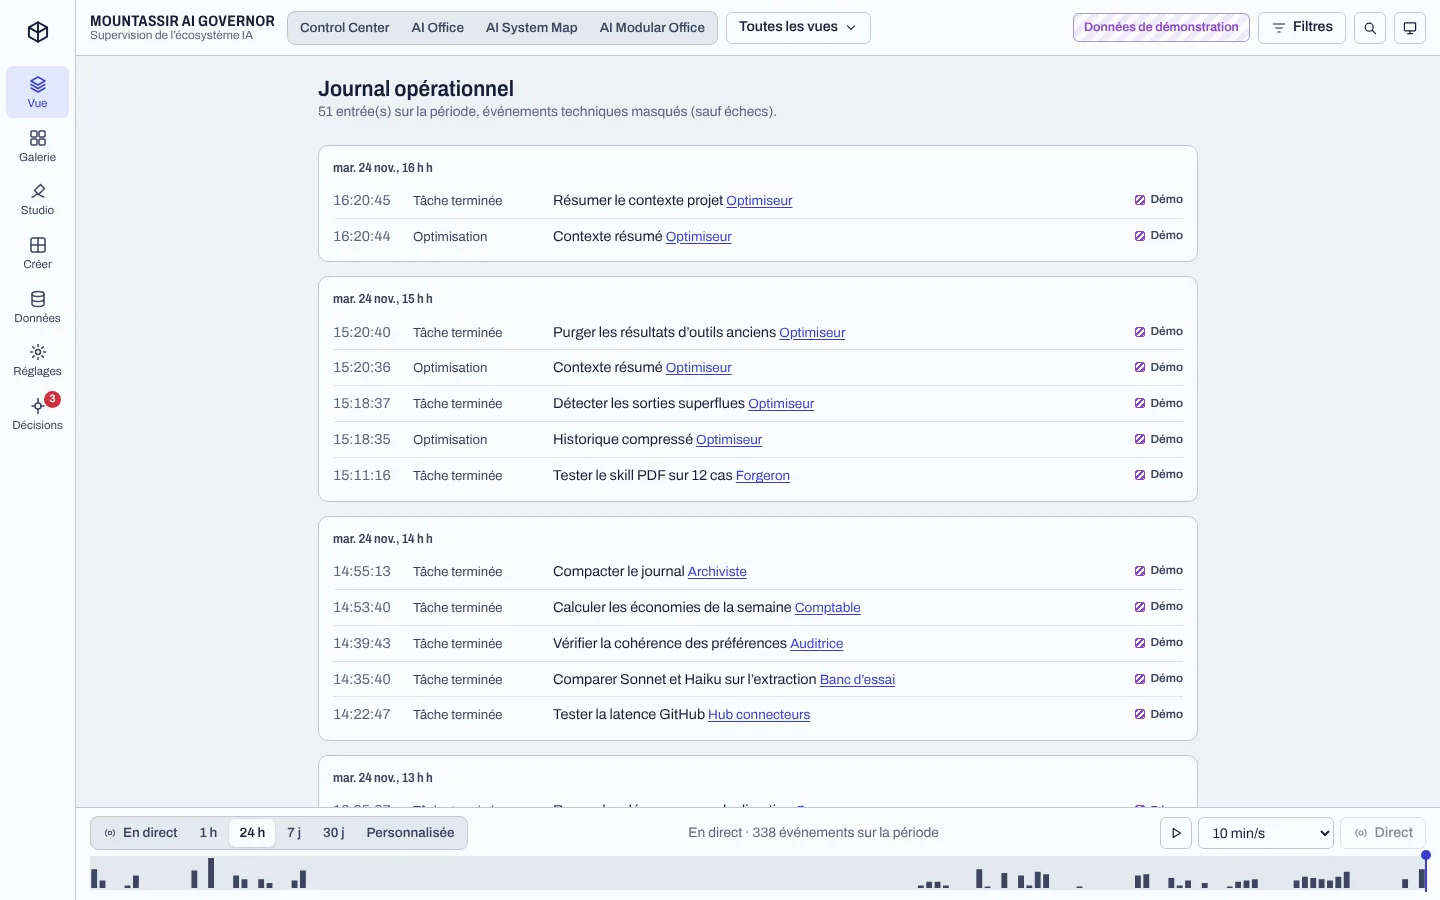 MOUNTASSIR AI GOVERNOR
Supervision de l'écosystème IA
Control Center AI Office AI System Map AI Modular Office
Toutes les vues
Données de démonstration
Filtres
Vue
Galerie
Studio
Créer
Données
Réglages
3
Décisions
Journal opérationnel
51 entrée(s) sur la période, événements techniques masqués (sauf échecs).
mar. 24 nov., 16 h h
16:20:45 Tâche terminée Résumer le contexte projet Optimiseur Démo
16:20:44 Optimisation Contexte résumé Optimiseur Démo
mar. 24 nov., 15 h h
15:20:40 Tâche terminée Purger les résultats d'outils anciens Optimiseur Démo
15:20:36 Optimisation Contexte résumé Optimiseur Démo
15:18:37 Tâche terminée Détecter les sorties superflues Optimiseur Démo
15:18:35 Optimisation Historique compressé Optimiseur Démo
15:11:16 Tâche terminée Tester le skill PDF sur 12 cas Forgeron Démo
mar. 24 nov., 14 h h
14:55:13 Tâche terminée Compacter le journal Archiviste Démo
14:53:40 Tâche terminée Calculer les économies de la semaine Comptable Démo
14:39:43 Tâche terminée Vérifier la cohérence des préférences Auditrice Démo
14:35:40 Tâche terminée Comparer Sonnet et Haiku sur l'extraction Banc d'essai Démo
14:22:47 Tâche terminée Tester la latence GitHub Hub connecteurs Démo
mar. 24 nov., 13 h h
En direct 1 h 24 h 7 j 30 j Personnalisée
En direct · 338 événements sur la période
10 min/s
Direct